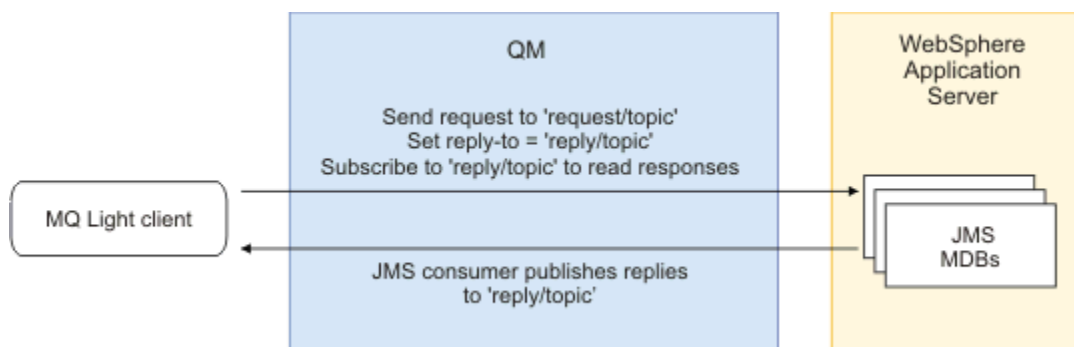 QM
WebSphere
Application
Server
Send request to 'request/topic'
Set reply-to = 'reply/topic'
Subscribe to 'reply/topic' to read responses
MQ Light client
JMS
MDBs
JMS consumer publishes replies
to 'reply/topic'